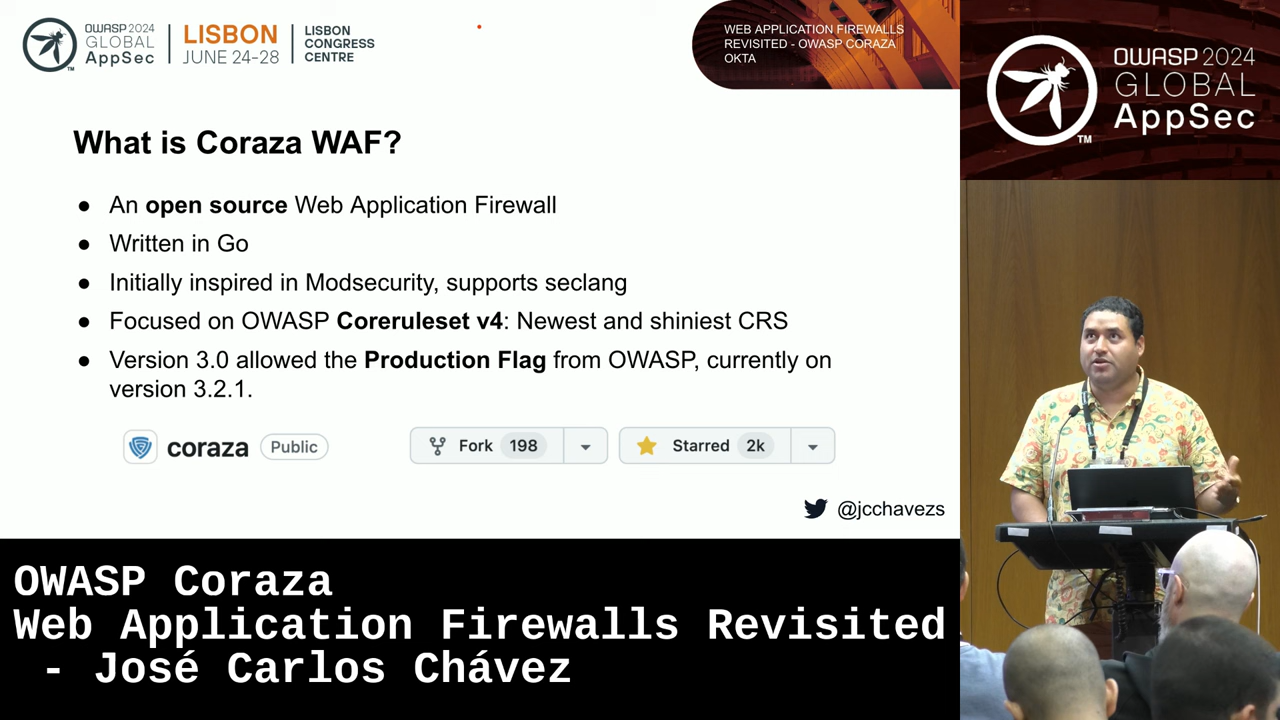 OWASP 2024
GLOBAL
AppSec
TM
LISBON
JUNE 24-28
LISBON
CONGRESS
CENTRE
WEB APPLICATION FIREWALLS
REVISITED - OWASP CORAZA
OKTA
What is Coraza WAF?
● An open source Web Application Firewall
● Written in Go
● Initially inspired in Modsecurity, supports seclang
● Focused on OWASP Coreruleset v4: Newest and shiniest CRS
● Version 3.0 allowed the Production Flag from OWASP, currently on
version 3.2.1.
coraza Public Fork 198 Starred 2k
@jcchavezs
OWASP Coraza
Web Application Firewalls Revisited
- José Carlos Chávez
OWASP 2024
GLOBAL
AppSec
TM